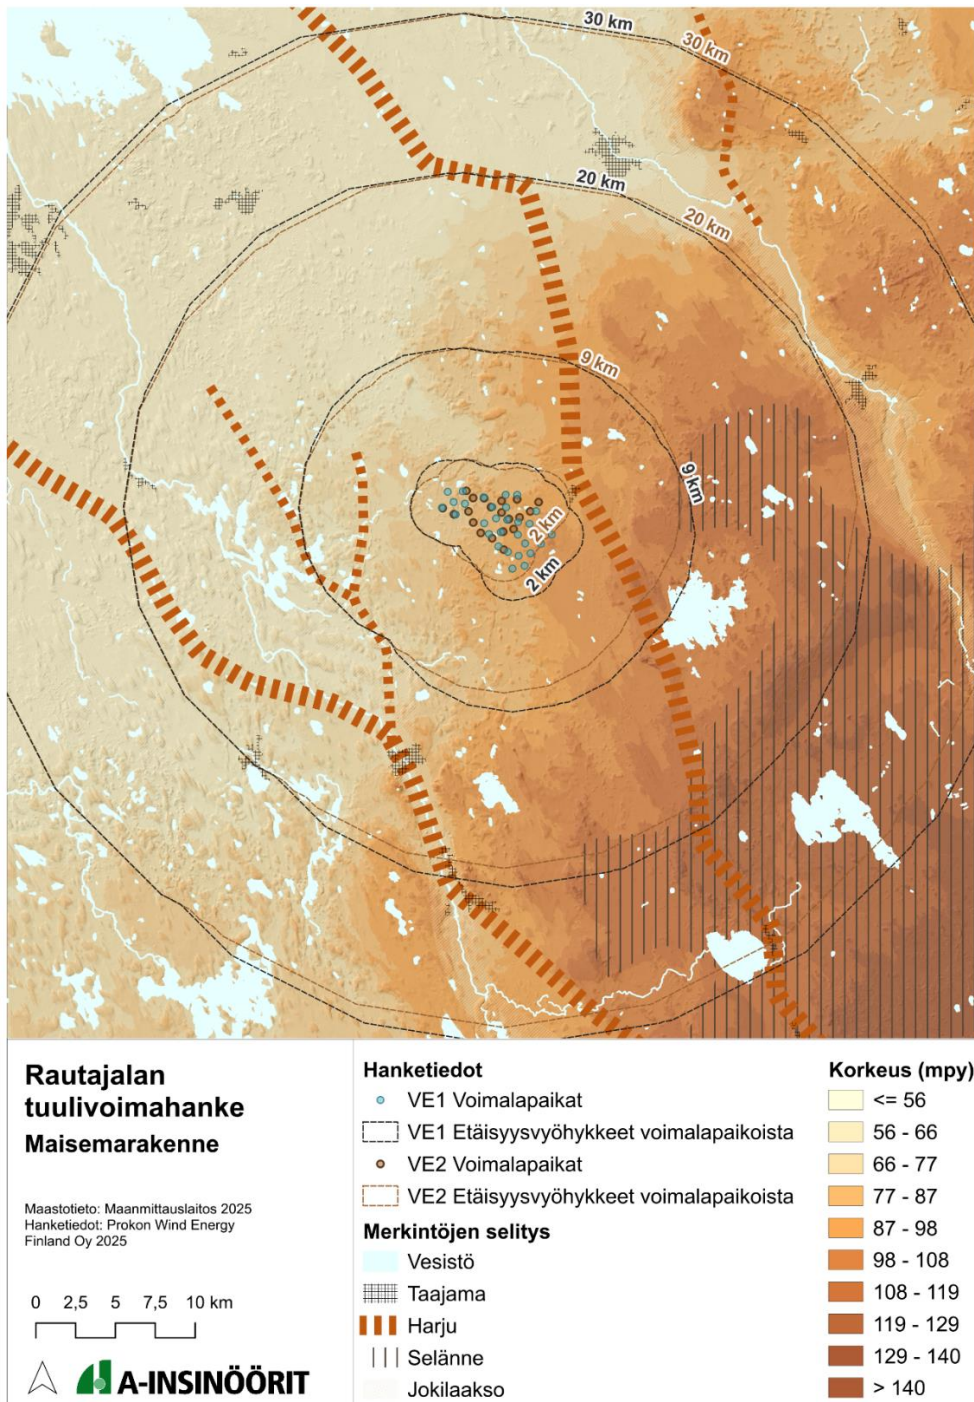 30 km
30 km
20 km
20 km
9 km
9 km
2 km
2 km
Rautajalan
tuulivoimahanke
Maisemarakenne
Maastotieto: Maanmittauslaitos 2025
Hanketiedot: Prokon Wind Energy
Finland Oy 2025
0 2,5 5 7,5 10 km
A-INSINÖÖRIT
Hanketiedot
VE1 Voimalapaikat
VE1 Etäisyysvyöhykkeet voimalapaikoista
VE2 Voimalapaikat
VE2 Etäisyysvyöhykkeet voimalapaikoista
Merkintöjen selitys
Vesistö
Taajama
Harju
Selänne
Jokilaakso
Korkeus (mpy)
<= 56
56 - 66
66 - 77
77 - 87
87 - 98
98 - 108
108 - 119
119 - 129
129 - 140
> 140